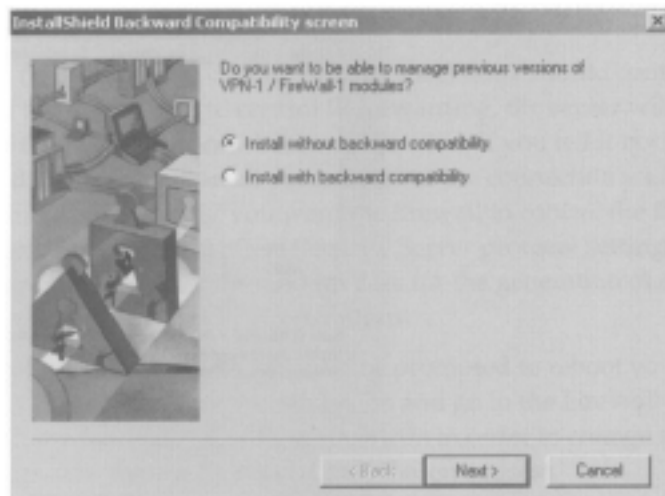 InstallShield Backward Compatibility screen
Do you want to be able to manage previous versions of
VPN-1 / FireWall-1 modules?
Install without backward compatibility
Install with backward compatibility
< Back
Next >
Cancel